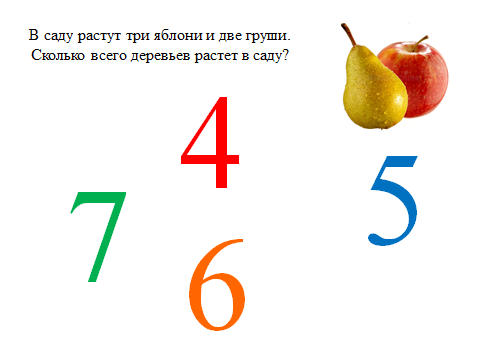 В саду растут три яблони и две груши.
Сколько всего деревьев растет в саду?
4
5
7
6